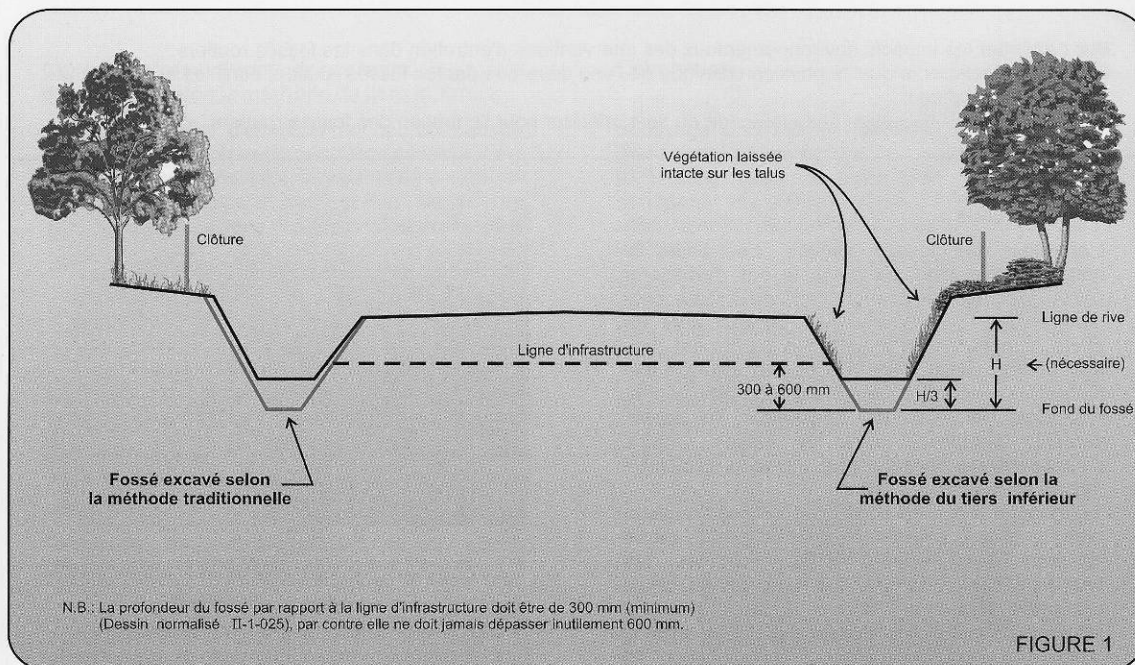 Végétation laissée
intacte sur les talus
Clôture
Clôture
Ligne de rive
Ligne d'infrastructure
H
(nécessaire)
300 à 600 mm
H/3
Fond du fossé
Fossé excavé selon
la méthode traditionnelle
Fossé excavé selon la
méthode du tiers inférieur
N.B.: La profondeur du fossé par rapport à la ligne d'infrastructure doit être de 300 mm (minimum)
(Dessin normalisé II-1-025), par contre elle ne doit jamais dépasser inutilement 600 mm.
FIGURE 1